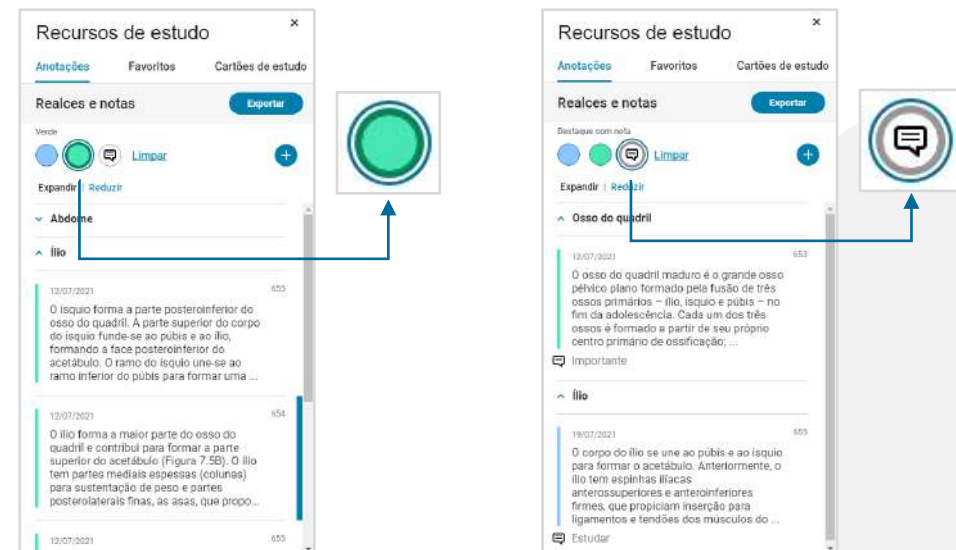 Recursos de estudo ×
Anotações Favoritos Cartões de estudo
Realces e notas Exportar
Verde
Limpar +
Expandir | Reduzir
Abdome
Ílio
12/07/2021 653
O ísquio forma a parte posteroinferior do
osso do quadril. A parte superior do corpo
do ísquio funde-se ao púbis e ao ílio,
formando a face posteroinferior do
acetábulo. O ramo do ísquio une-se ao
ramo inferior do púbis para formar uma ...
12/07/2021 654
O ílio forma a maior parte do osso do
quadril e contribui para formar a parte
superior do acetábulo (Figura 7.5B). O ílio
tem partes mediais espessas (colunas)
para sustentação de peso e partes
posterolaterais finas, as asas, que propo...
12/07/2021 655
Recursos de estudo ×
Anotações Favoritos Cartões de estudo
Realces e notas Exportar
Destaque com nota
Limpar +
Expandir | Reduzir
Osso do quadril
12/07/2021 653
O osso do quadril maduro é o grande osso
pélvico plano formado pela fusão de três
ossos primários – ílio, ísquio e púbis – no
fim da adolescência. Cada um dos três
ossos é formado a partir de seu próprio
centro primário de ossificação; ...
Importante
Ílio
19/07/2021 655
O corpo do ílio se une ao púbis e ao ísquio
para formar o acetábulo. Anteriormente, o
ílio tem espinhas ilíacas
anterossuperiores e anteroinferiores
firmes, que propiciam inserção para
ligamentos e tendões dos músculos do ...
Estudar